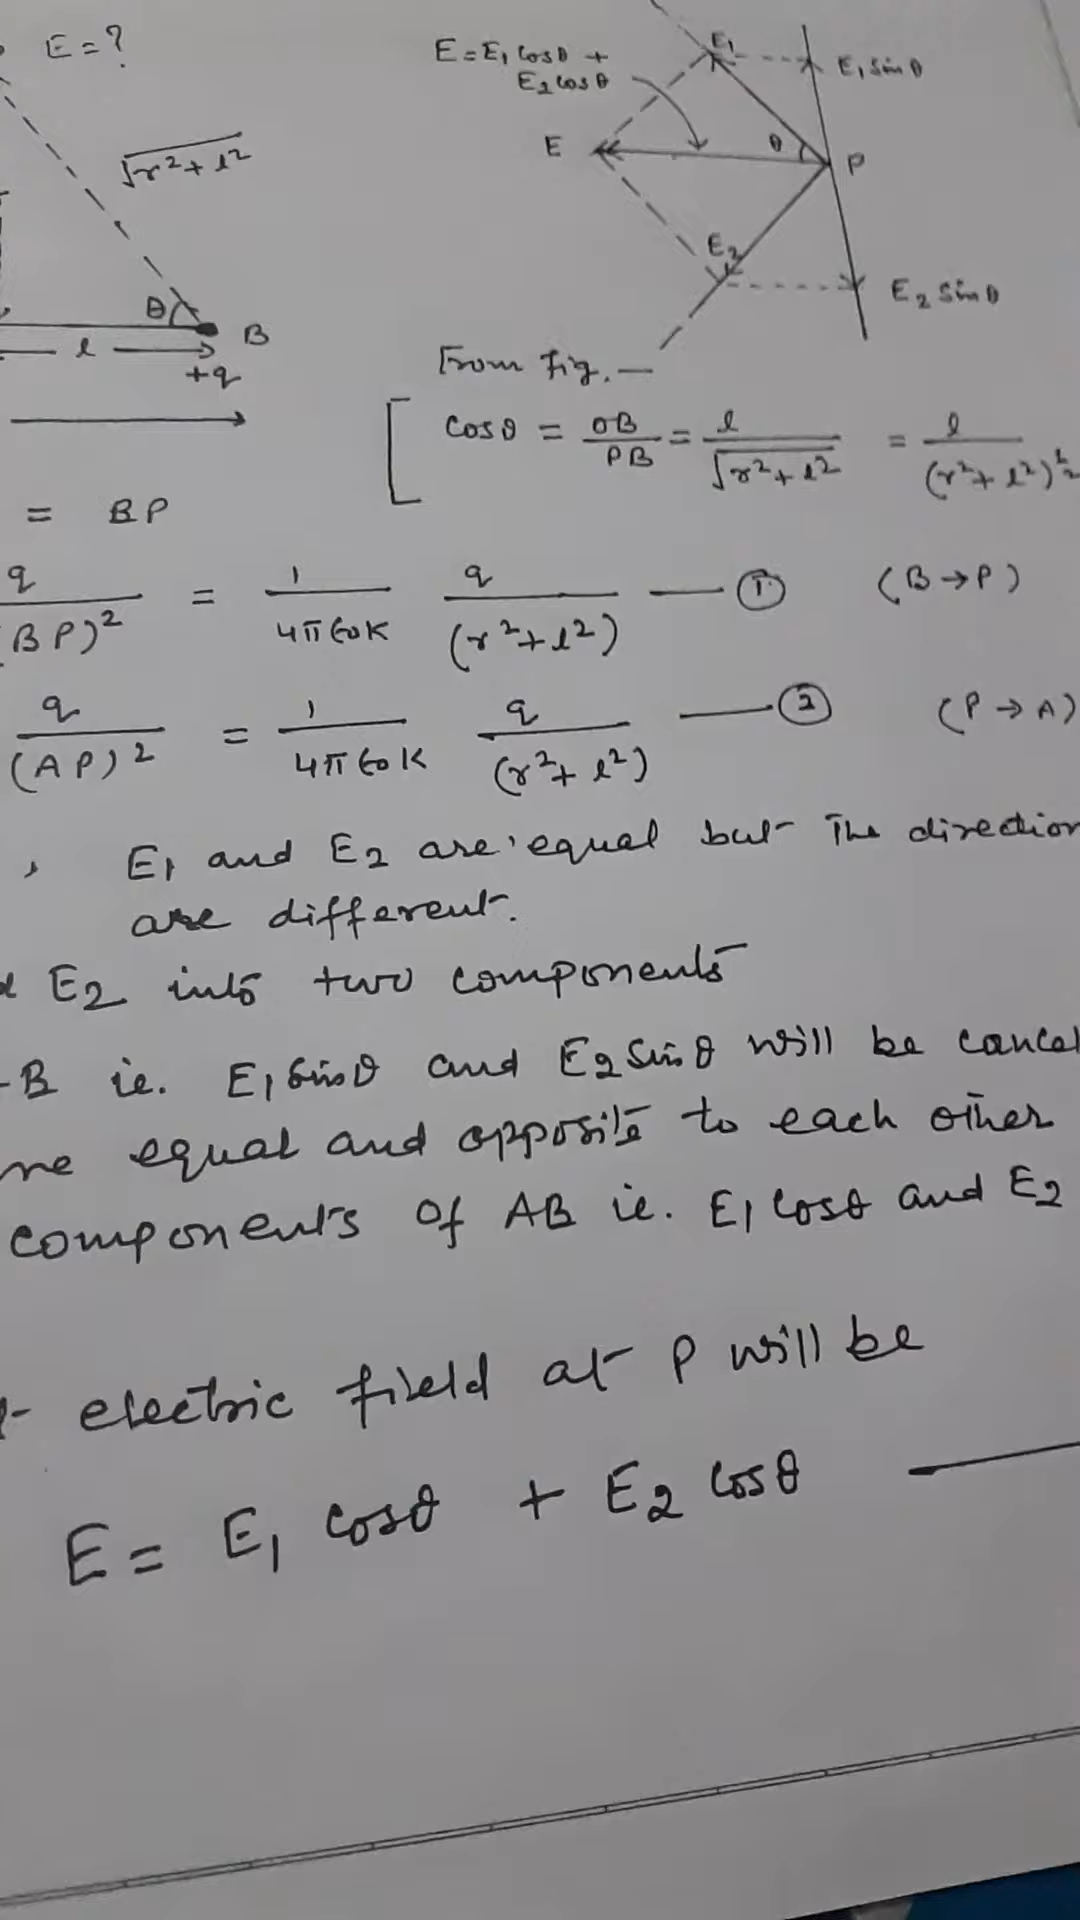 E = ?
E = E₁ cosθ +
E₂ cosθ
E₁
E₁ sinθ
√r²+l²
E
θ
P
E₂
E₂ sinθ
θ
B
l
+q
From Fig. —
cosθ = OB/PB = l/√r²+l² = l/(r²+l²)^½
= BP
q/(BP)² = 1/4π∈₀K q/(r²+l²) — ① (B→P)
q/(AP)² = 1/4π∈₀K q/(r²+l²) — ② (P→A)
, E₁ and E₂ are equal but the direction
are different.
E₂ into two components
B ie. E₁ sinθ and E₂ sinθ will be cancel
equal and opposite to each other
components of AB ie. E₁ cosθ and E₂
electric field at P will be
E = E₁ cosθ + E₂ cosθ —